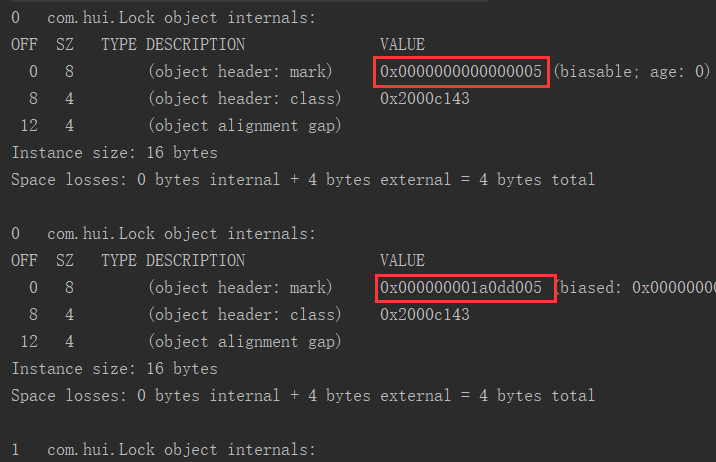 0 com.hui.Lock object internals:
OFF SZ TYPE DESCRIPTION VALUE
0 8 (object header: mark) 0x0000000000000005 (biasable; age: 0)
8 4 (object header: class) 0x2000c143
12 4 (object alignment gap)
Instance size: 16 bytes
Space losses: 0 bytes internal + 4 bytes external = 4 bytes total
0 com.hui.Lock object internals:
OFF SZ TYPE DESCRIPTION VALUE
0 8 (object header: mark) 0x000000001a0dd005 (biased: 0x00000000
8 4 (object header: class) 0x2000c143
12 4 (object alignment gap)
Instance size: 16 bytes
Space losses: 0 bytes internal + 4 bytes external = 4 bytes total
1 com.hui.Lock object internals: